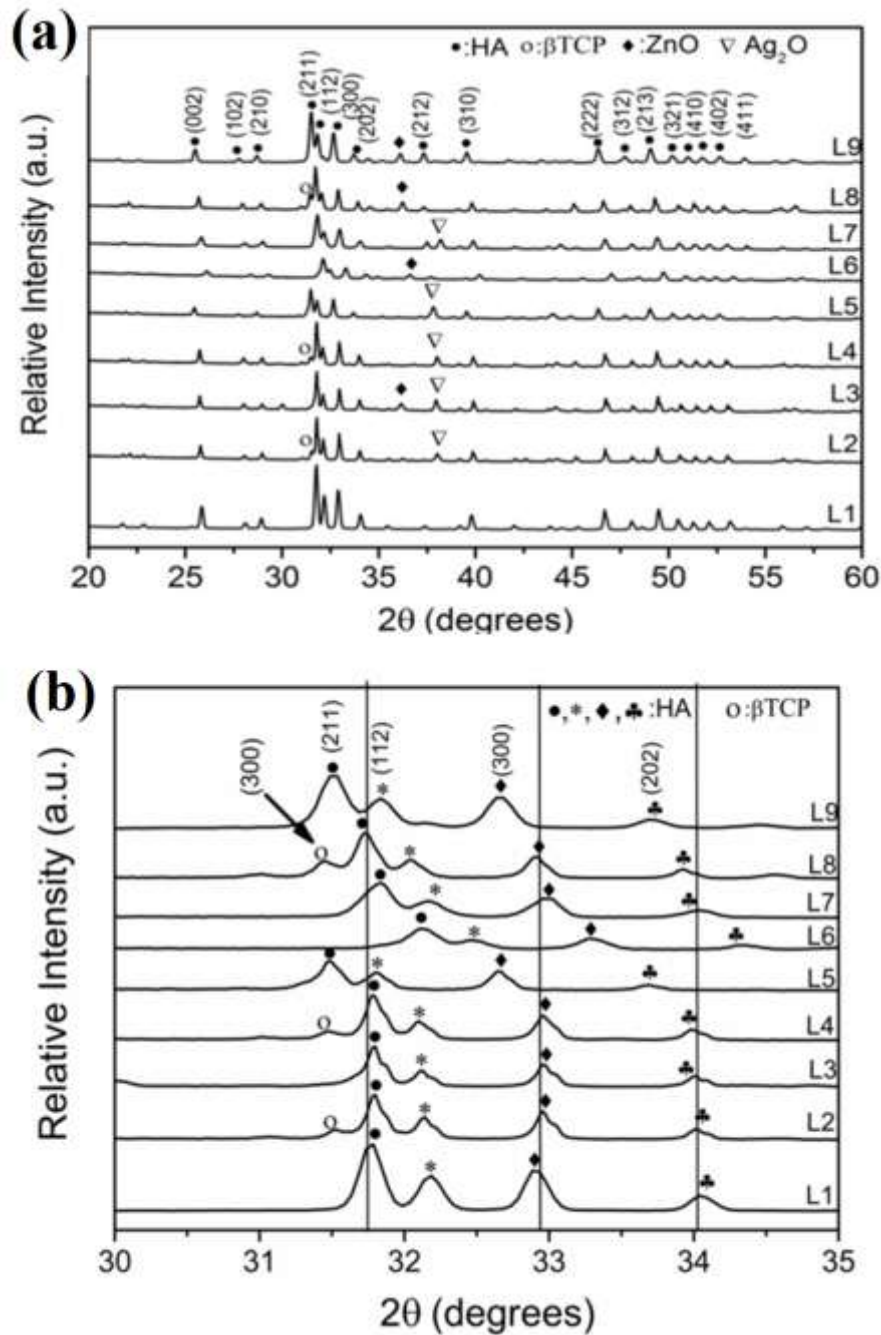 (a)
●:HA ○:βTCP ◆:ZnO ▽ Ag₂O
(002)
(102)
(210)
(211)
(112)
(300)
(202)
(212)
(310)
(222)
(312)
(213)
(321)
(410)
(402)
(411)
L9
L8
L7
L6
L5
L4
L3
L2
L1
Relative Intensity (a.u.)
20 25 30 35 40 45 50 55 60
2θ (degrees)
(b)
●,*,◆,♣:HA ○:βTCP
(300)
(211)
(112)
(300)
(202)
L9
L8
L7
L6
L5
L4
L3
L2
L1
Relative Intensity (a.u.)
30 31 32 33 34 35
2θ (degrees)